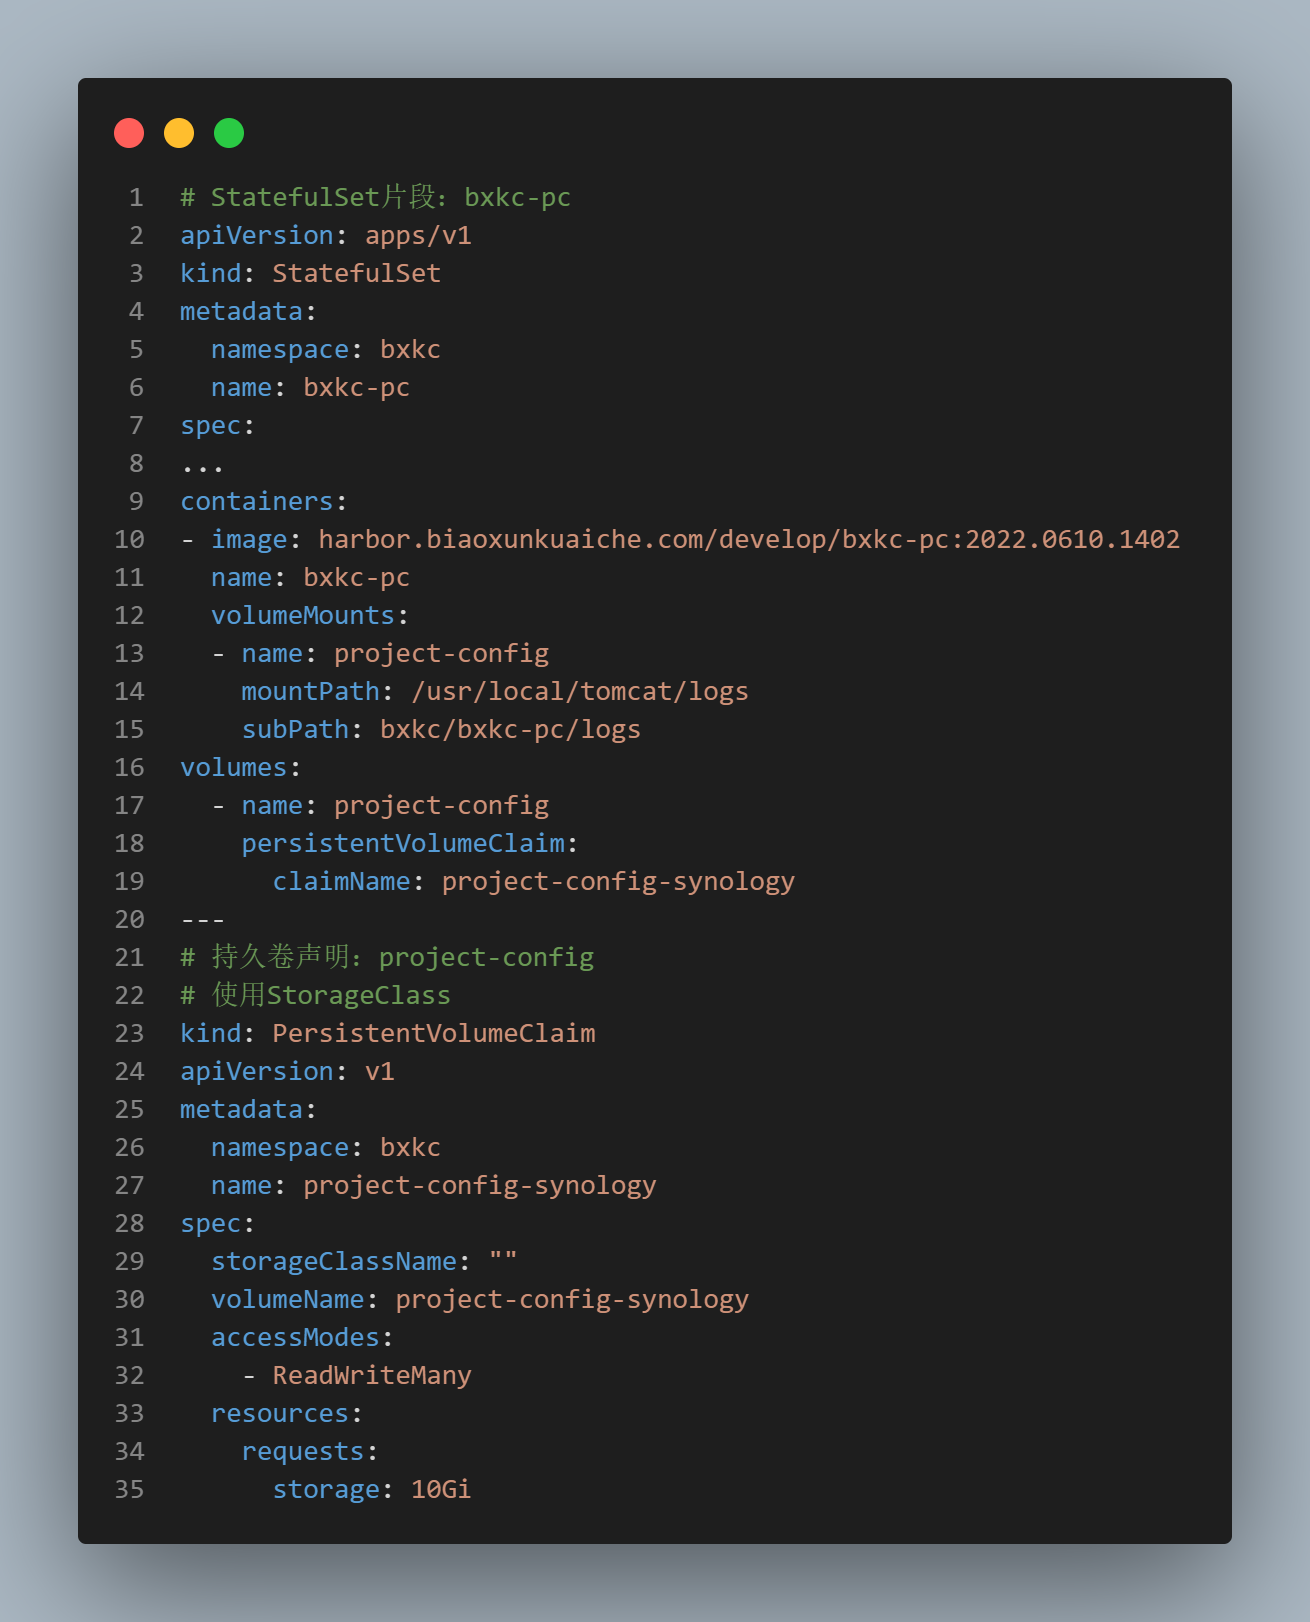 1 # StatefulSet片段：bxkc-pc
2 apiVersion: apps/v1
3 kind: StatefulSet
4 metadata:
5   namespace: bxkc
6   name: bxkc-pc
7 spec:
8 ...
9 containers:
10 - image: harbor.biaoxunkuaiche.com/develop/bxkc-pc:2022.0610.1402
11   name: bxkc-pc
12   volumeMounts:
13   - name: project-config
14     mountPath: /usr/local/tomcat/logs
15     subPath: bxkc/bxkc-pc/logs
16 volumes:
17   - name: project-config
18     persistentVolumeClaim:
19       claimName: project-config-synology
20 ---
21 # 持久卷声明：project-config
22 # 使用StorageClass
23 kind: PersistentVolumeClaim
24 apiVersion: v1
25 metadata:
26   namespace: bxkc
27   name: project-config-synology
28 spec:
29   storageClassName: ""
30   volumeName: project-config-synology
31   accessModes:
32     - ReadWriteMany
33   resources:
34     requests:
35       storage: 10Gi